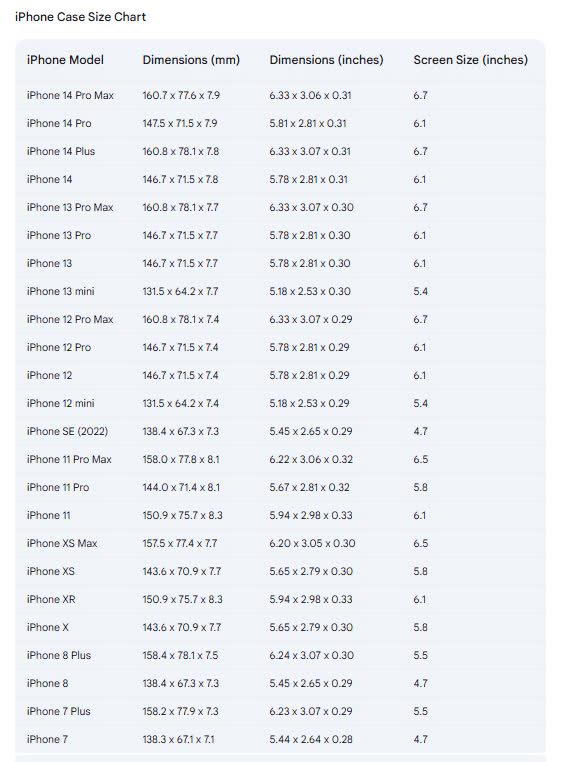 iPhone Case Size Chart
iPhone Model Dimensions (mm) Dimensions (inches) Screen Size (inches)
iPhone 14 Pro Max 160.7 x 77.6 x 7.9 6.33 x 3.06 x 0.31 6.7
iPhone 14 Pro 147.5 x 71.5 x 7.9 5.81 x 2.81 x 0.31 6.1
iPhone 14 Plus 160.8 x 78.1 x 7.8 6.33 x 3.07 x 0.31 6.7
iPhone 14 146.7 x 71.5 x 7.8 5.78 x 2.81 x 0.31 6.1
iPhone 13 Pro Max 160.8 x 78.1 x 7.7 6.33 x 3.07 x 0.30 6.7
iPhone 13 Pro 146.7 x 71.5 x 7.7 5.78 x 2.81 x 0.30 6.1
iPhone 13 146.7 x 71.5 x 7.7 5.78 x 2.81 x 0.30 6.1
iPhone 13 mini 131.5 x 64.2 x 7.7 5.18 x 2.53 x 0.30 5.4
iPhone 12 Pro Max 160.8 x 78.1 x 7.4 6.33 x 3.07 x 0.29 6.7
iPhone 12 Pro 146.7 x 71.5 x 7.4 5.78 x 2.81 x 0.29 6.1
iPhone 12 146.7 x 71.5 x 7.4 5.78 x 2.81 x 0.29 6.1
iPhone 12 mini 131.5 x 64.2 x 7.4 5.18 x 2.53 x 0.29 5.4
iPhone SE (2022) 138.4 x 67.3 x 7.3 5.45 x 2.65 x 0.29 4.7
iPhone 11 Pro Max 158.0 x 77.8 x 8.1 6.22 x 3.06 x 0.32 6.5
iPhone 11 Pro 144.0 x 71.4 x 8.1 5.67 x 2.81 x 0.32 5.8
iPhone 11 150.9 x 75.7 x 8.3 5.94 x 2.98 x 0.33 6.1
iPhone XS Max 157.5 x 77.4 x 7.7 6.20 x 3.05 x 0.30 6.5
iPhone XS 143.6 x 70.9 x 7.7 5.65 x 2.79 x 0.30 5.8
iPhone XR 150.9 x 75.7 x 8.3 5.94 x 2.98 x 0.33 6.1
iPhone X 143.6 x 70.9 x 7.7 5.65 x 2.79 x 0.30 5.8
iPhone 8 Plus 158.4 x 78.1 x 7.5 6.24 x 3.07 x 0.30 5.5
iPhone 8 138.4 x 67.3 x 7.3 5.45 x 2.65 x 0.29 4.7
iPhone 7 Plus 158.2 x 77.9 x 7.3 6.23 x 3.07 x 0.29 5.5
iPhone 7 138.3 x 67.1 x 7.1 5.44 x 2.64 x 0.28 4.7